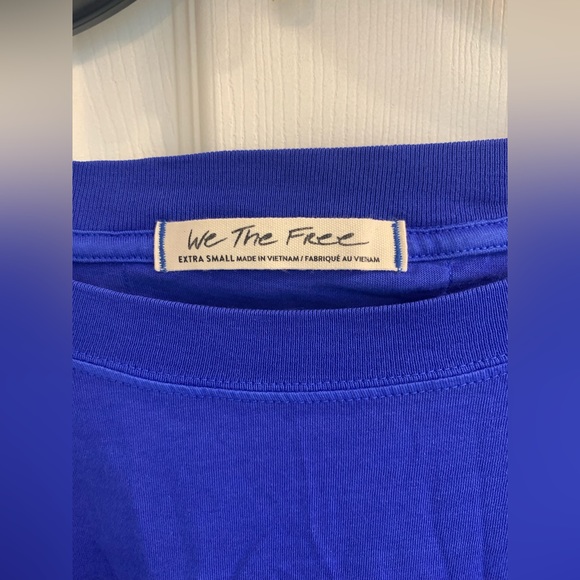 We The Free
EXTRA SMALL MADE IN VIETNAM / FABRIQUÉ AU VIETNAM